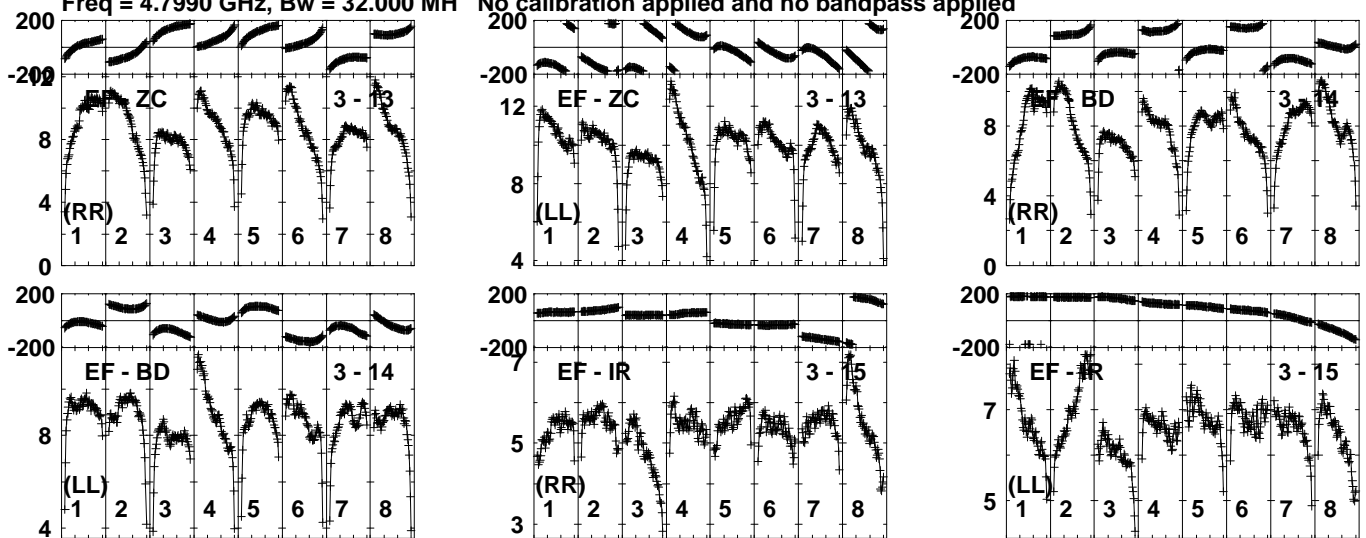 Freq = 4.7990 GHz, Bw = 32.000 MH No calibration applied and no bandpass applied
200
-200
12
EF - ZC 3 - 13
8
4
(RR)
1 2 3 4 5 6 7 8
0
200
-200
12
EF - ZC 3 - 13
8
(LL)
1 2 3 4 5 6 7 8
4
200
-200
EF - BD 3 - 14
8
4
(RR)
1 2 3 4 5 6 7 8
0
200
-200
EF - BD 3 - 14
8
(LL)
1 2 3 4 5 6 7 8
4
200
-200
7
EF - IR 3 - 15
5
(RR)
1 2 3 4 5 6 7 8
3
200
-200
EF - IR 3 - 15
7
(LL)
5
1 2 3 4 5 6 7 8